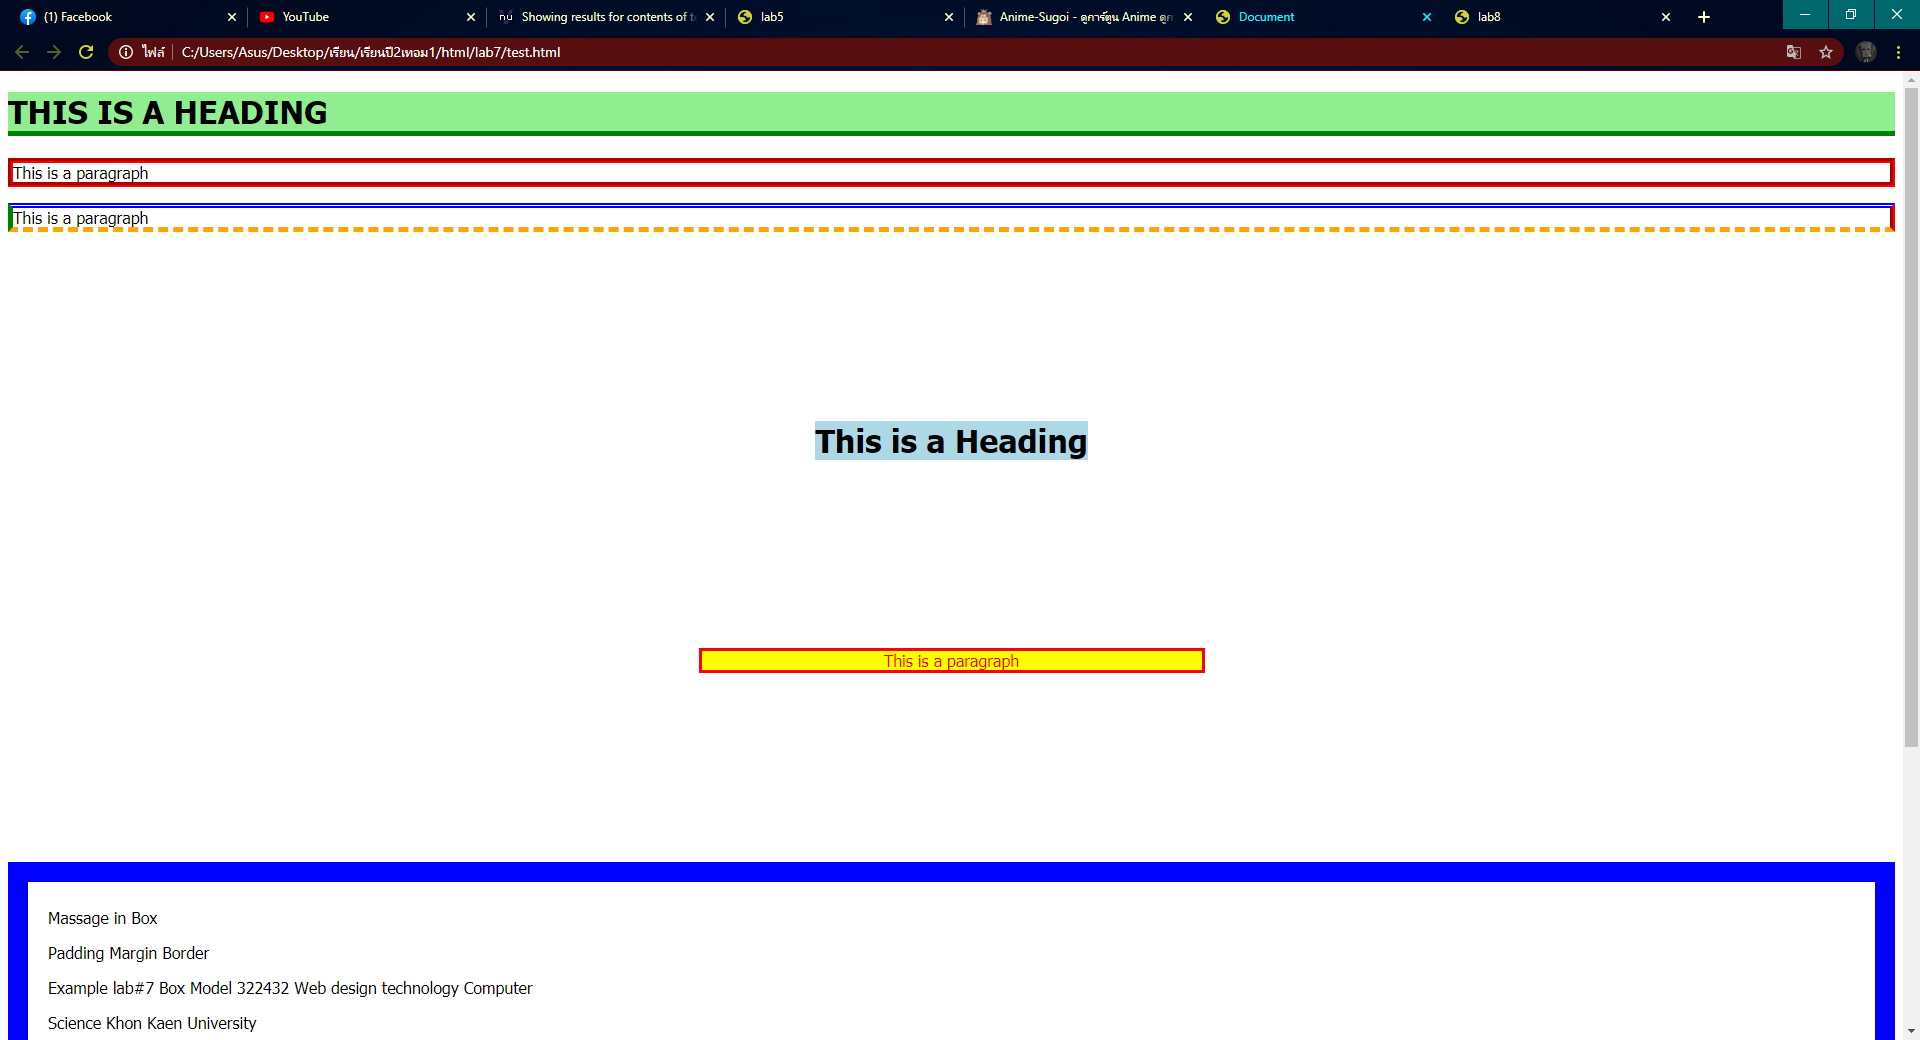 (1) Facebook
YouTube
Showing results for contents of
lab5
Anime-Sugoi - ดูการ์ตูน Anime
Document
lab8
ไฟล์
C:/Users/Asus/Desktop/เรียน/เรียนปี2เทอม1/html/lab7/test.html
THIS IS A HEADING
This is a paragraph
This is a paragraph
This is a Heading
This is a paragraph
Massage in Box
Padding Margin Border
Example lab#7 Box Model 322432 Web design technology Computer
Science Khon Kaen University